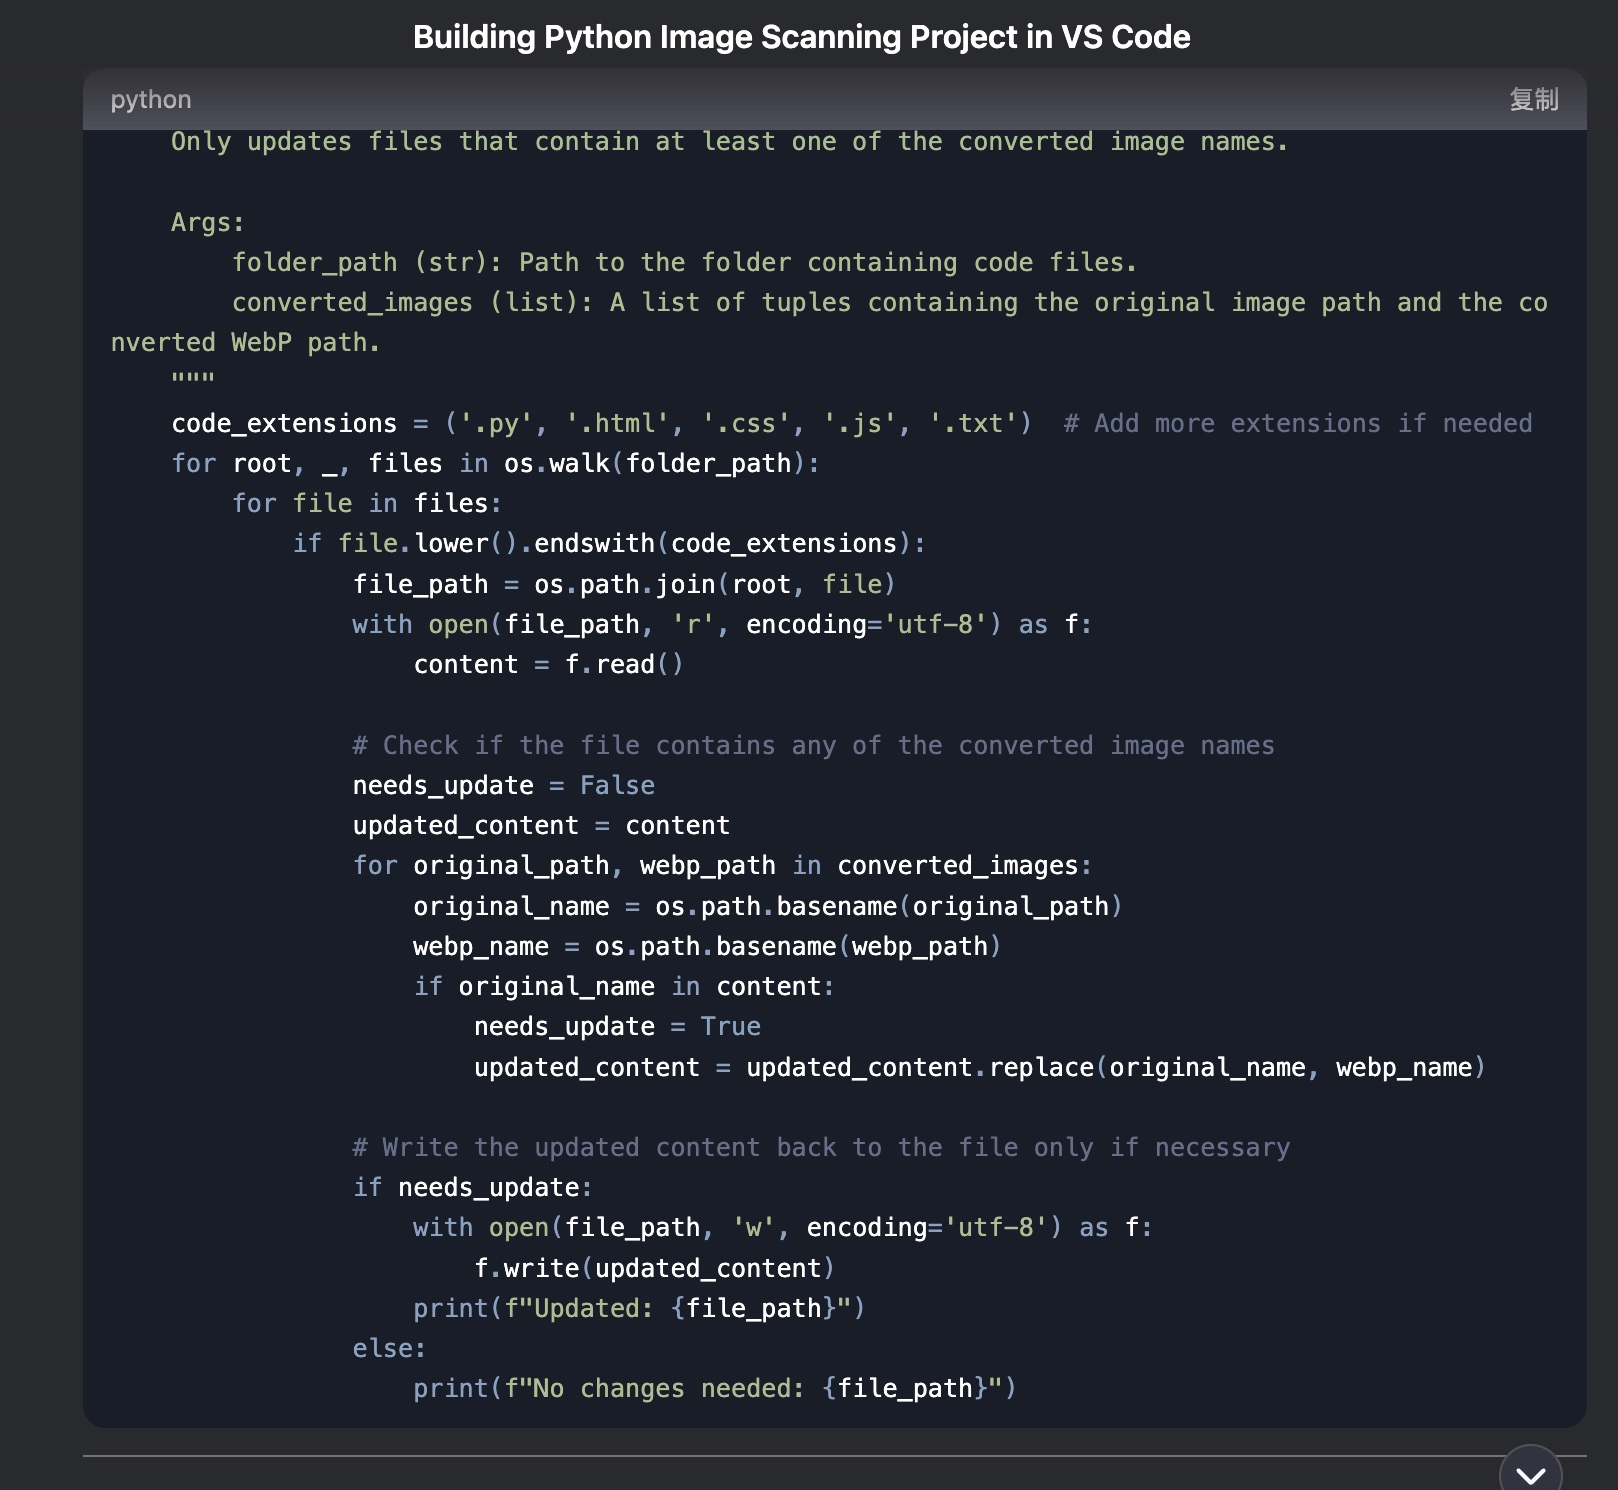 Building Python Image Scanning Project in VS Code
python
复制
    Only updates files that contain at least one of the converted image names.

    Args:
        folder_path (str): Path to the folder containing code files.
        converted_images (list): A list of tuples containing the original image path and the co
nverted WebP path.
    """
    code_extensions = ('.py', '.html', '.css', '.js', '.txt')  # Add more extensions if needed
    for root, _, files in os.walk(folder_path):
        for file in files:
            if file.lower().endswith(code_extensions):
                file_path = os.path.join(root, file)
                with open(file_path, 'r', encoding='utf-8') as f:
                    content = f.read()

                # Check if the file contains any of the converted image names
                needs_update = False
                updated_content = content
                for original_path, webp_path in converted_images:
                    original_name = os.path.basename(original_path)
                    webp_name = os.path.basename(webp_path)
                    if original_name in content:
                        needs_update = True
                        updated_content = updated_content.replace(original_name, webp_name)

                # Write the updated content back to the file only if necessary
                if needs_update:
                    with open(file_path, 'w', encoding='utf-8') as f:
                        f.write(updated_content)
                    print(f"Updated: {file_path}")
                else:
                    print(f"No changes needed: {file_path}")